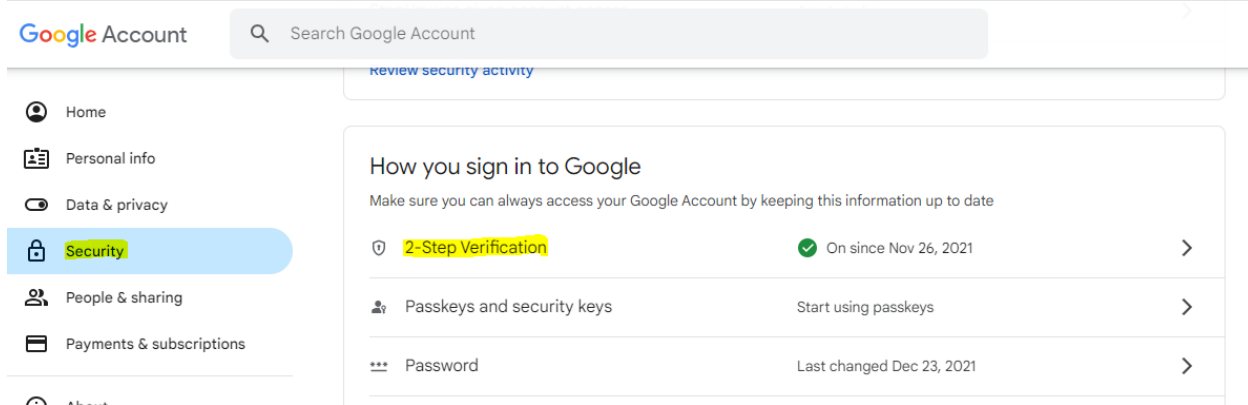 Google Account
Search Google Account
Review security activity
Home
Personal info
Data & privacy
Security
People & sharing
Payments & subscriptions
About
How you sign in to Google
Make sure you can always access your Google Account by keeping this information up to date
2-Step Verification On since Nov 26, 2021
Passkeys and security keys Start using passkeys
Password Last changed Dec 23, 2021